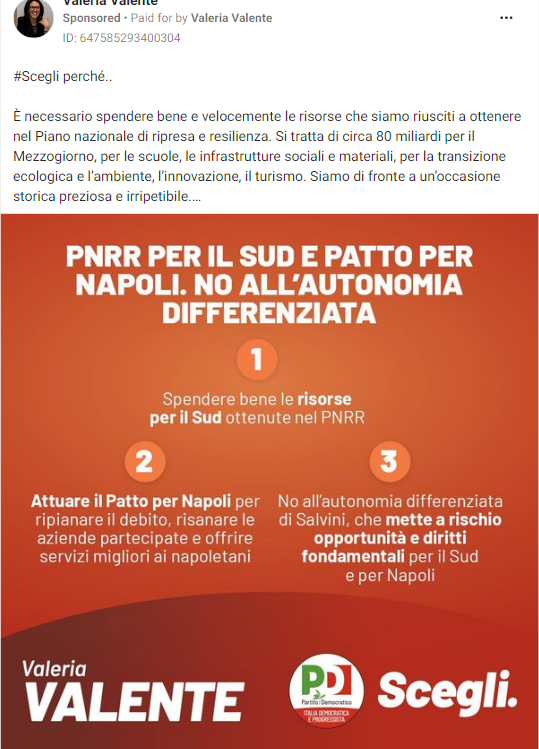 Valeria Valente
Sponsored • Paid for by Valeria Valente
ID: 647585293400304
#Scegli perché..
È necessario spendere bene e velocemente le risorse che siamo riusciti a ottenere
nel Piano nazionale di ripresa e resilienza. Si tratta di circa 80 miliardi per il
Mezzogiorno, per le scuole, le infrastrutture sociali e materiali, per la transizione
ecologica e l'ambiente, l'innovazione, il turismo. Siamo di fronte a un'occasione
storica preziosa e irripetibile....
PNRR PER IL SUD E PATTO PER
NAPOLI. NO ALL'AUTONOMIA
DIFFERENZIATA
1
Spendere bene le risorse
per il Sud ottenute nel PNRR
2
Attuare il Patto per Napoli per
ripianare il debito, risanare le
aziende partecipate e offrire
servizi migliori ai napoletani
3
No all'autonomia differenziata
di Salvini, che mette a rischio
opportunità e diritti
fondamentali per il Sud
e per Napoli
Valeria
VALENTE
PD
Partito Democratico
ITALIA DEMOCRATICA
E PROGRESSISTA
Scegli.